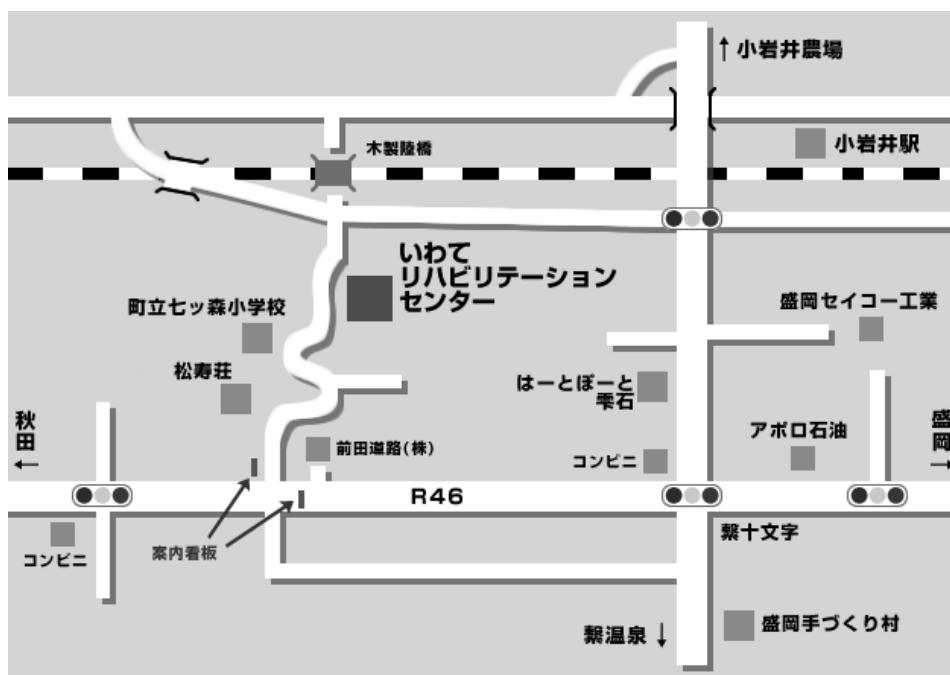 ↑小岩井農場
木製陸橋
小岩井駅
いわて
リハビリテーション
センター
町立七ッ森小学校
盛岡セイコー工業
松寿荘
はーとぽーと
雫石
秋田
←
前田道路(株)
コンビニ
アポロ石油
盛岡
→
R46
案内看板
コンビニ
繋十文字
繋温泉↓
盛岡手づくり村